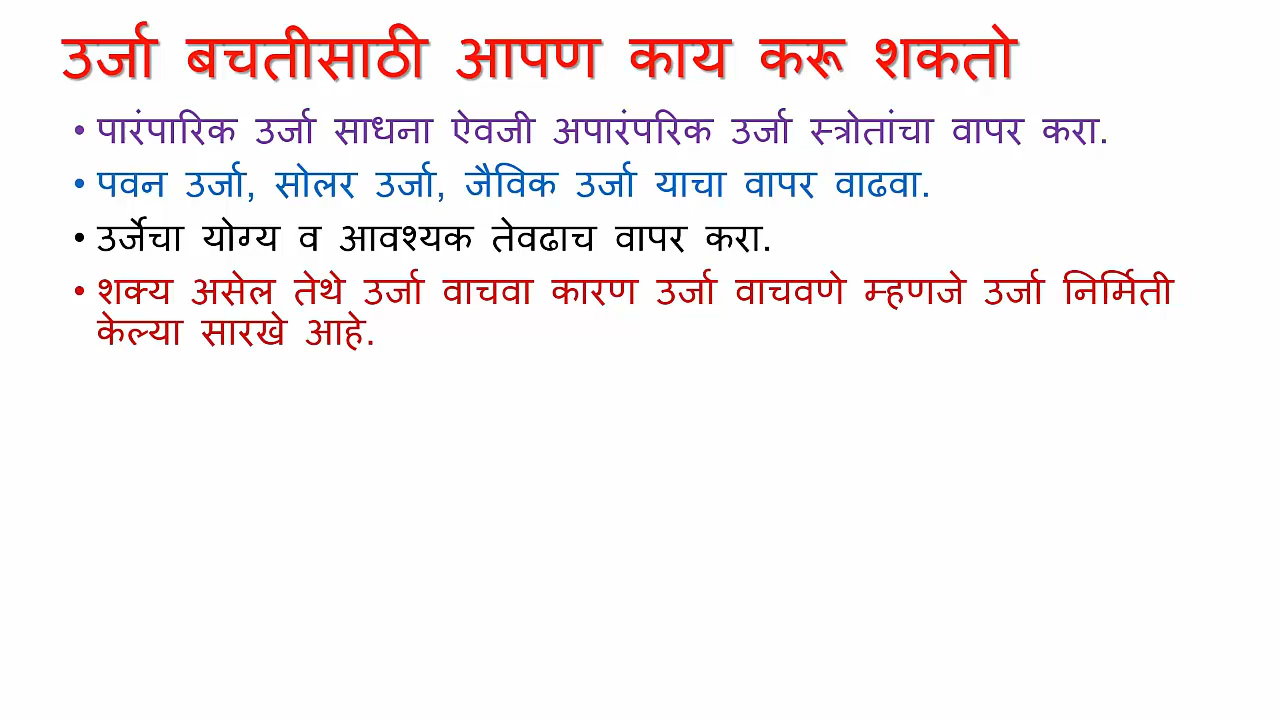 उर्जा बचतीसाठी आपण काय करू शकतो
• पारंपारिक उर्जा साधना ऐवजी अपारंपरिक उर्जा स्त्रोतांचा वापर करा.
• पवन उर्जा, सोलर उर्जा, जैविक उर्जा याचा वापर वाढवा.
• उर्जेचा योग्य व आवश्यक तेवढाच वापर करा.
• शक्य असेल तेथे उर्जा वाचवा कारण उर्जा वाचवणे म्हणजे उर्जा निर्मिती
केल्या सारखे आहे.